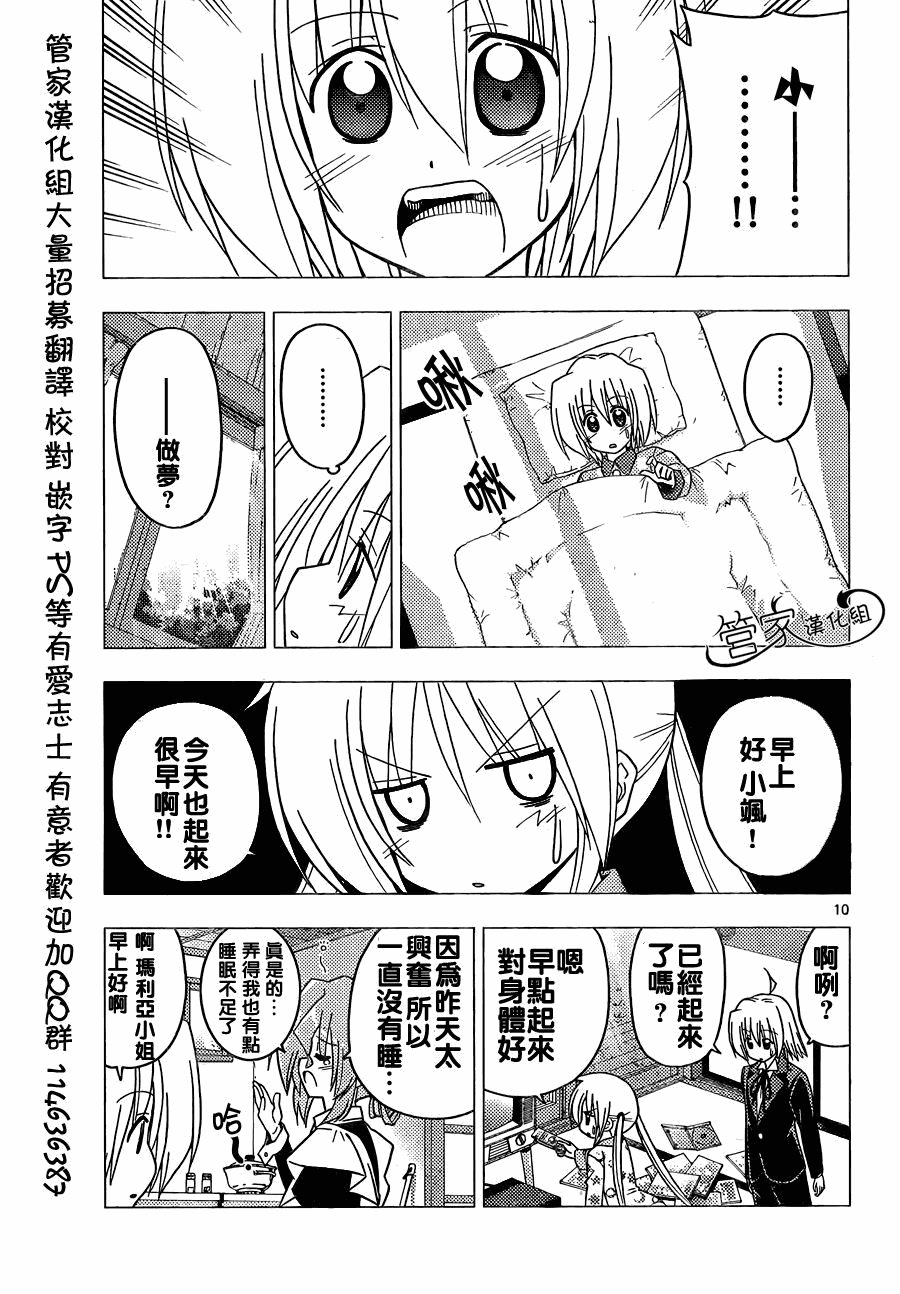 小——…
………!!
……
啾
啾
……
——做夢?
管家漢化組
早上
好 小颯!
今天也起來
很早啊!!
10
啊咧?
已經起來
了嗎?
嗯
早點起來
對身體好
因爲昨天太
興奮 所以
一直沒有睡…
眞是的…
弄得我也有點
睡眠不足了
哈
啊 瑪利亞小姐
早上好啊
管家漢化組大量招募翻譯 校對 嵌字 PS等有愛志士 有意者歡迎加QQ群 114636387